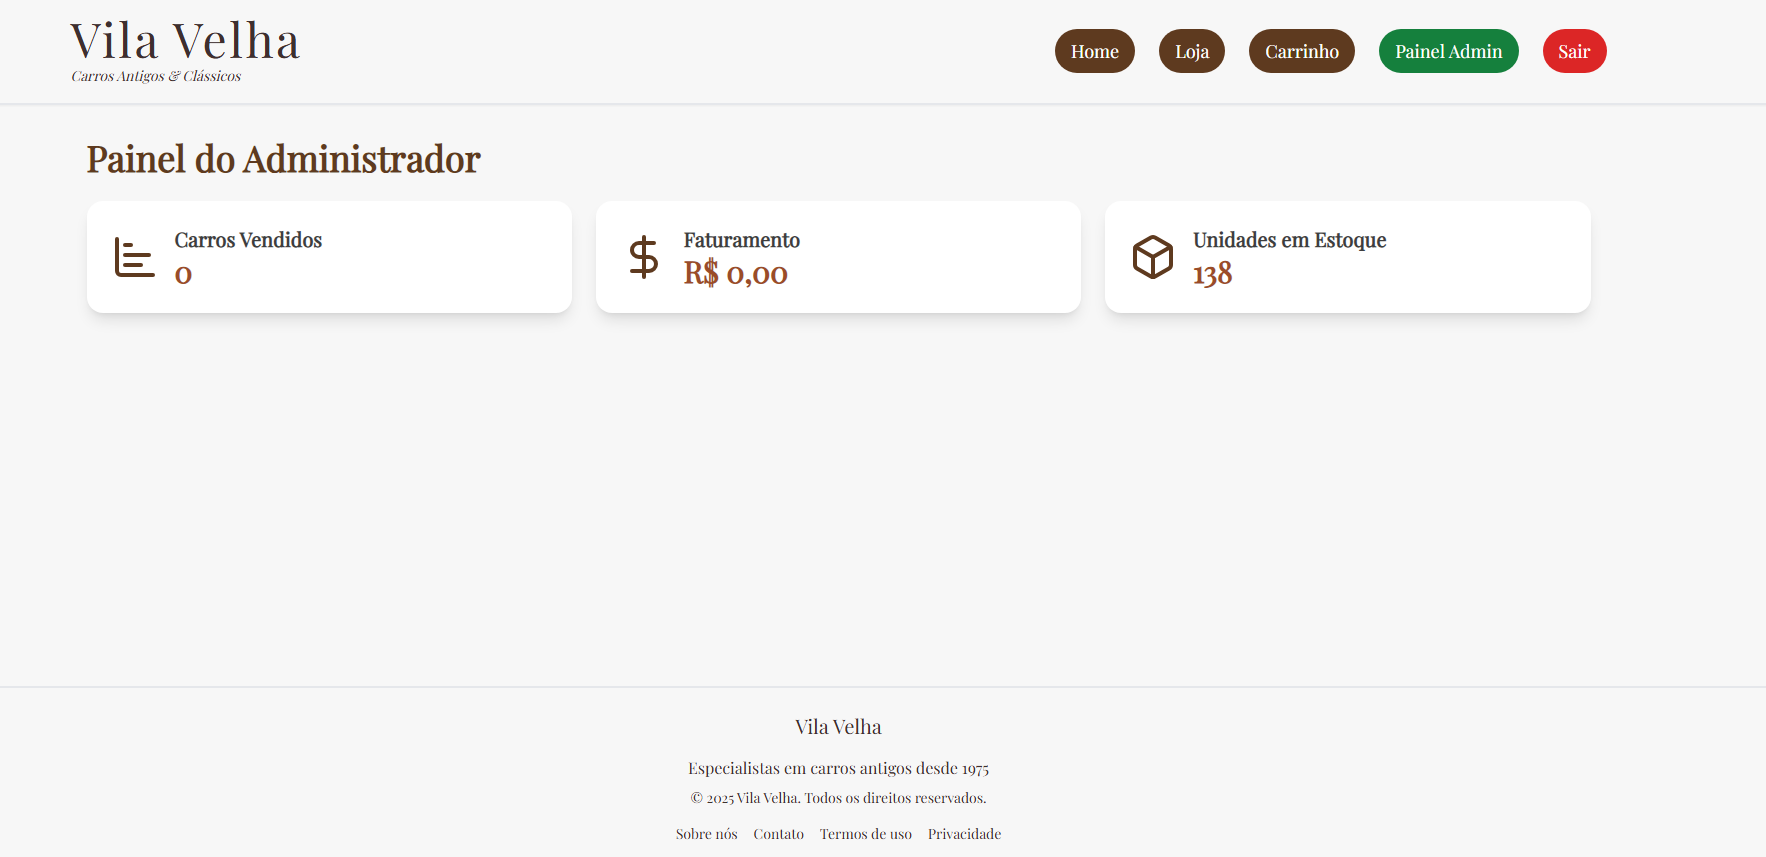 Vila Velha
Carros Antigos & Clássicos
Home Loja Carrinho Painel Admin Sair
Painel do Administrador
Carros Vendidos
0
Faturamento
R$ 0,00
Unidades em Estoque
138
Vila Velha
Especialistas em carros antigos desde 1975
© 2025 Vila Velha. Todos os direitos reservados.
Sobre nós Contato Termos de uso Privacidade